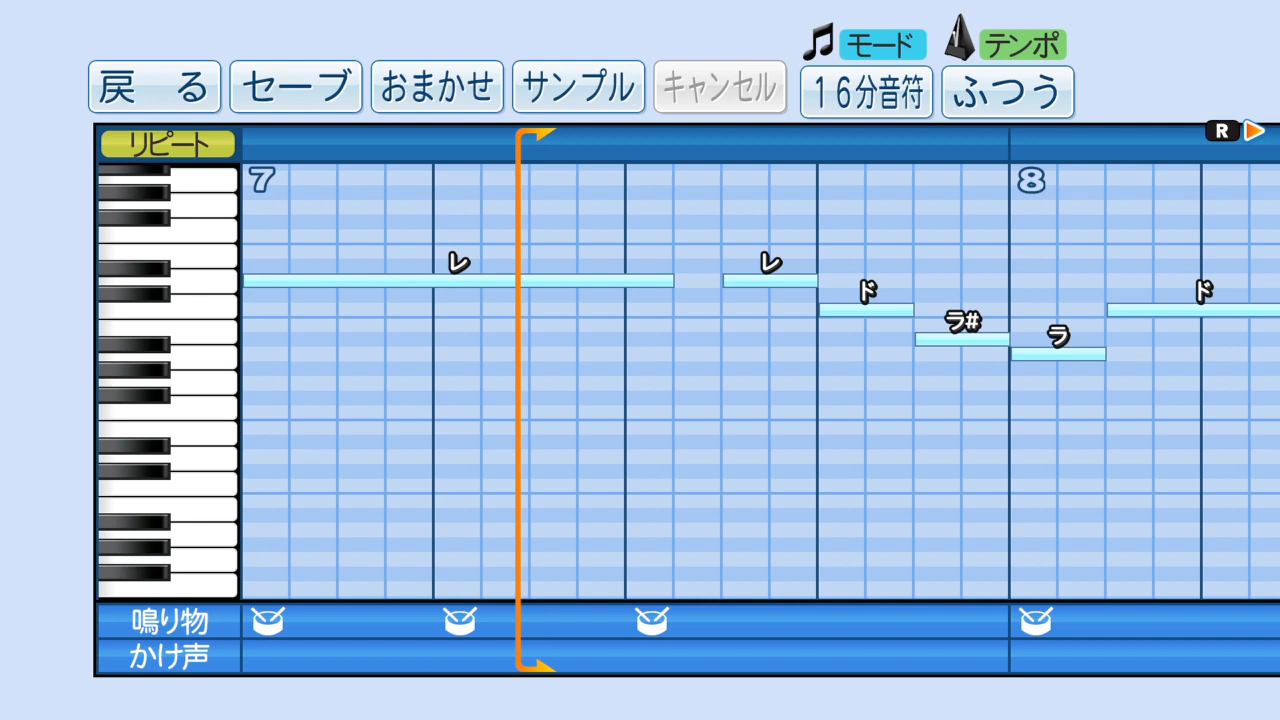 モード テンポ
戻る セーブ おまかせ サンプル キャンセル 16分音符 ふつう
リピート R
7 8
レ レ
ド ド
ラ#
ラ
鳴り物
かけ声